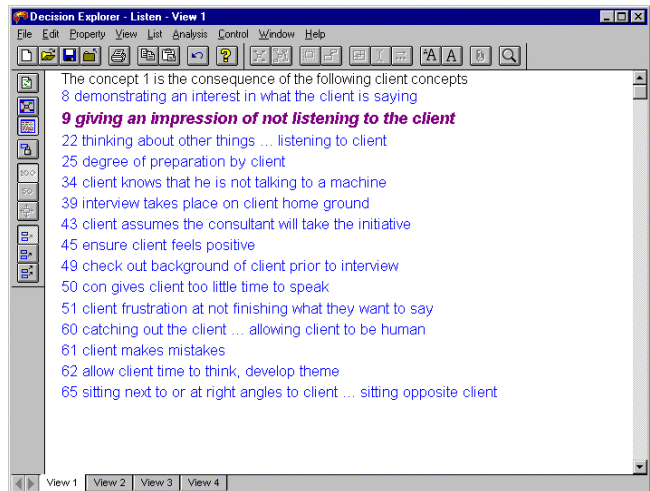 Decision Explorer - Listen - View 1
File Edit Property View List Analysis Control Window Help
The concept 1 is the consequence of the following client concepts
8 demonstrating an interest in what the client is saying
9 giving an impression of not listening to the client
22 thinking about other things ... listening to client
25 degree of preparation by client
34 client knows that he is not talking to a machine
39 interview takes place on client home ground
43 client assumes the consultant will take the initiative
45 ensure client feels positive
49 check out background of client prior to interview
50 con gives client too little time to speak
51 client frustration at not finishing what they want to say
60 catching out the client ... allowing client to be human
61 client makes mistakes
62 allow client time to think, develop theme
65 sitting next to or at right angles to client ... sitting opposite client
100
50
View 1 View 2 View 3 View 4